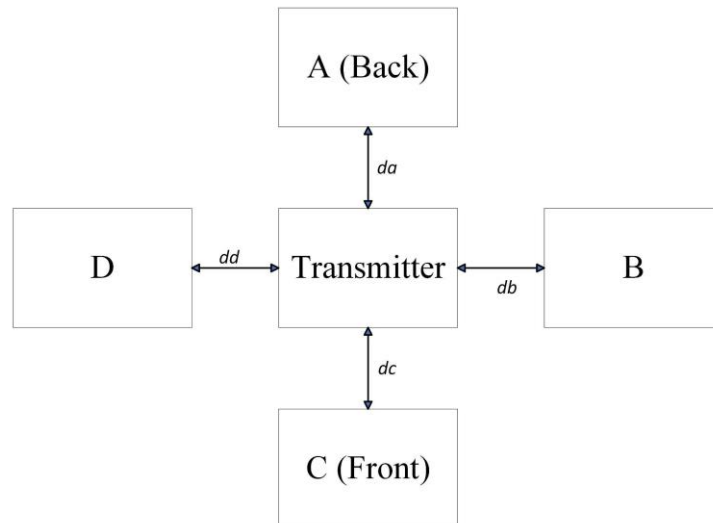 A (Back)
da
D
dd
Transmitter
db
B
dc
C (Front)